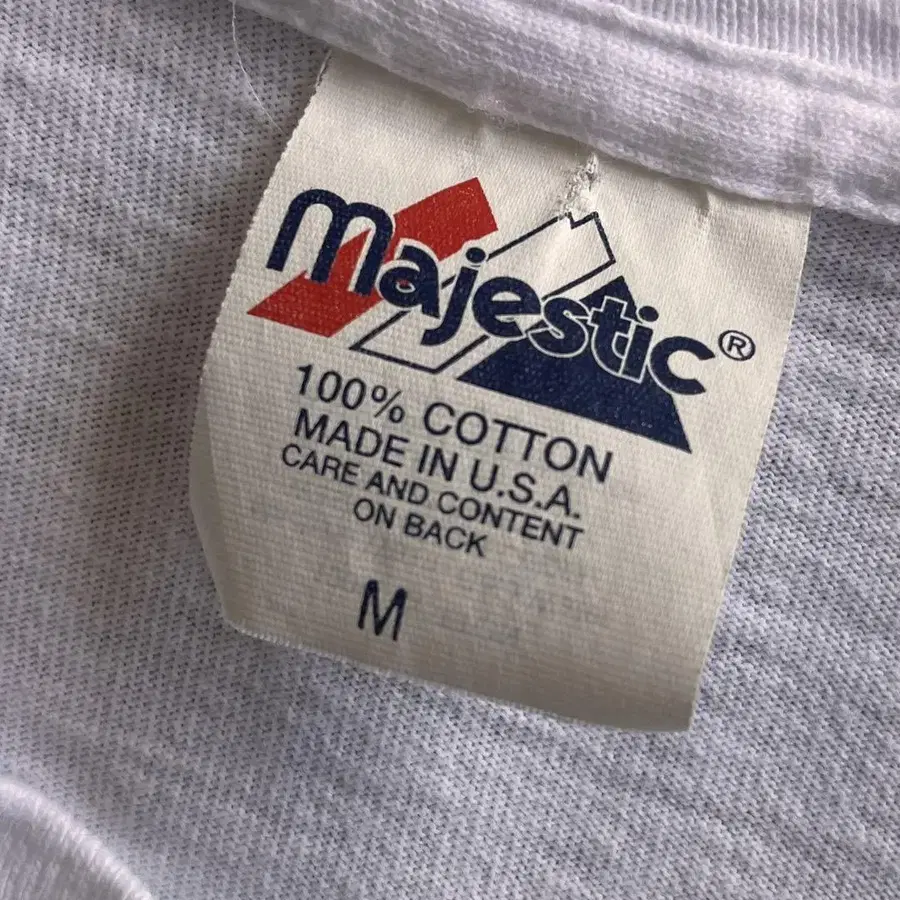 majestic®
100% COTTON
MADE IN U.S.A.
CARE AND CONTENT
ON BACK
M